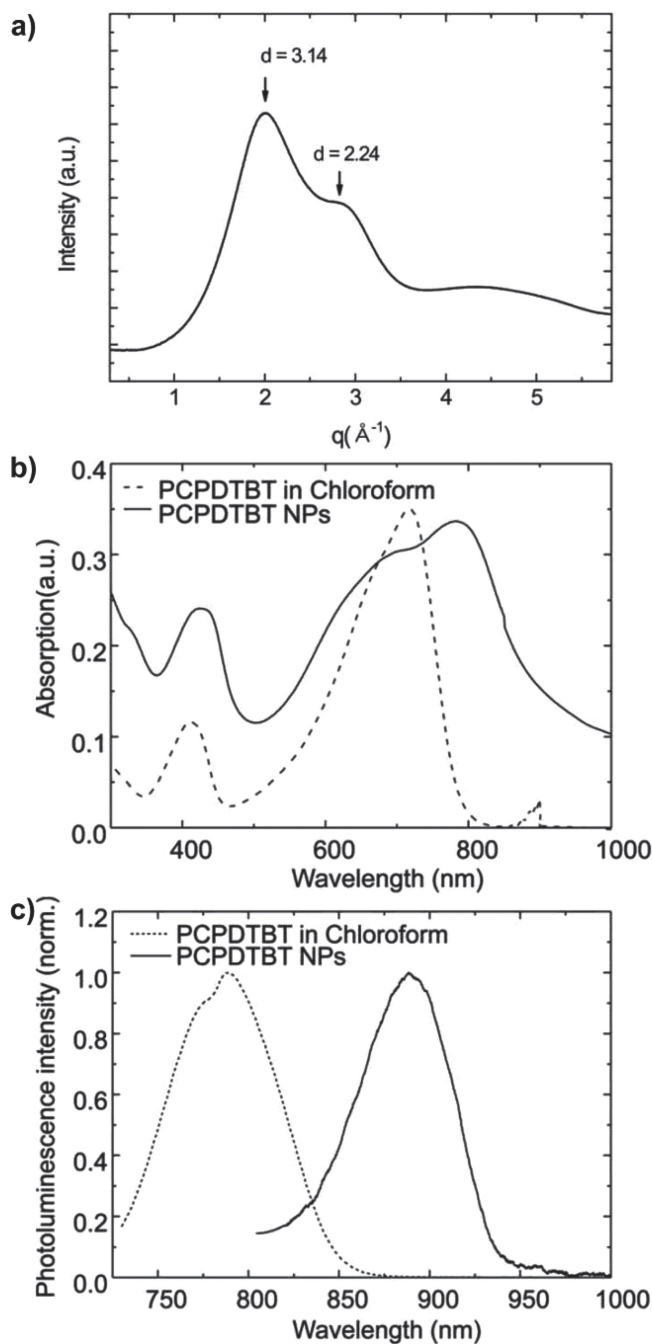 a)
d = 3.14
d = 2.24
Intensity (a.u.)
1 2 3 4 5
q( Å⁻¹)
b)
0.4
PCPDTBT in Chloroform
PCPDTBT NPs
0.3
Absorption(a.u.)
0.2
0.1
0.0
400 600 800 1000
Wavelength (nm)
c)
1.2
PCPDTBT in Chloroform
PCPDTBT NPs
1.0
Photoluminescence intensity (norm.)
0.8
0.6
0.4
0.2
0.0
750 800 850 900 950 1000
Wavelength (nm)